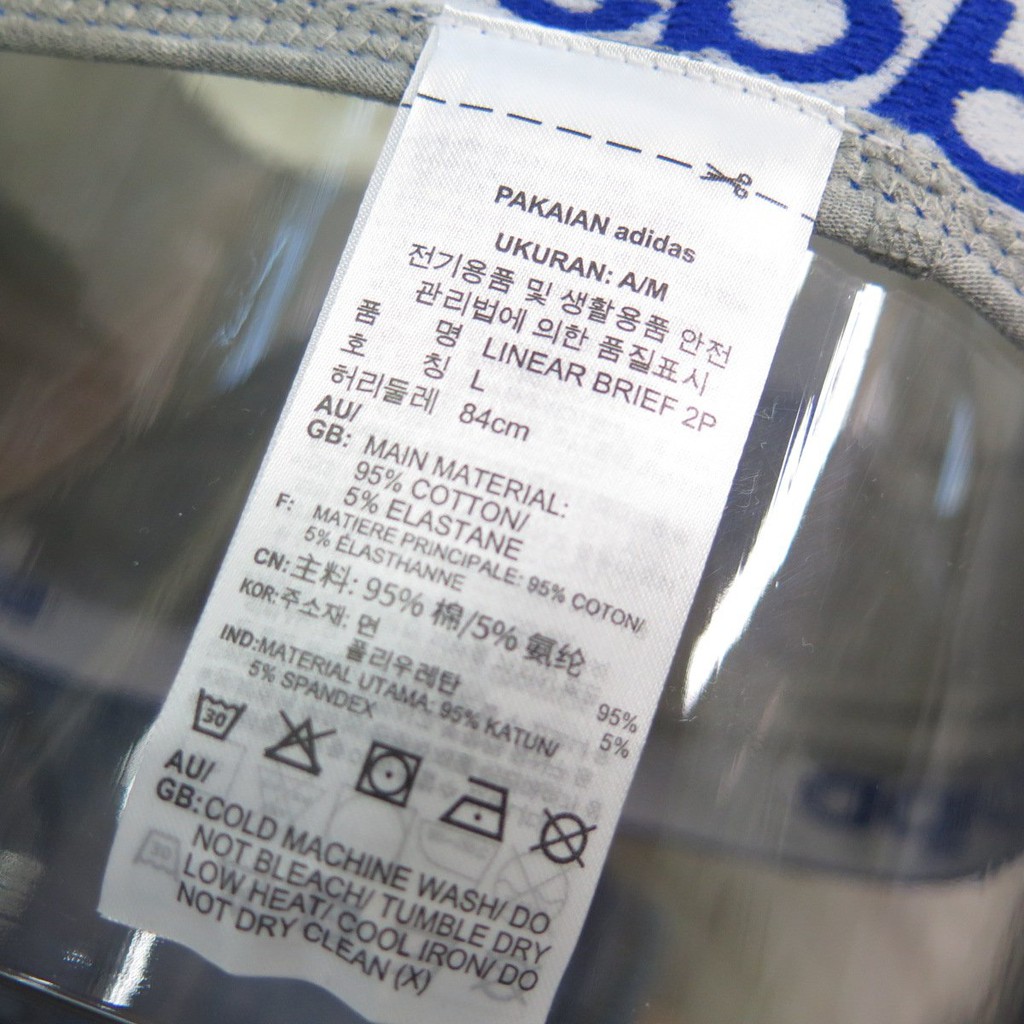 PAKAIAN adidas
UKURAN: A/M
전기용품 및 생활용품 안전
관리법에 의한 품질표시
품 명 LINEAR BRIEF 2P
호 칭 L
허리둘레 84cm
AU/
GB: MAIN MATERIAL:
95% COTTON/
5% ELASTANE
F: MATIERE PRINCIPALE: 95% COTON/
5% ÉLASTHANNE
CN: 主料: 95% 棉/5% 氨纶
KOR: 주소재: 면 95%
폴리우레탄 5%
IND: MATERIAL UTAMA: 95% KATUN/
5% SPANDEX
30
AU/
GB: COLD MACHINE WASH/ DO
NOT BLEACH/ TUMBLE DRY
LOW HEAT/ COOL IRON/ DO
NOT DRY CLEAN (X)